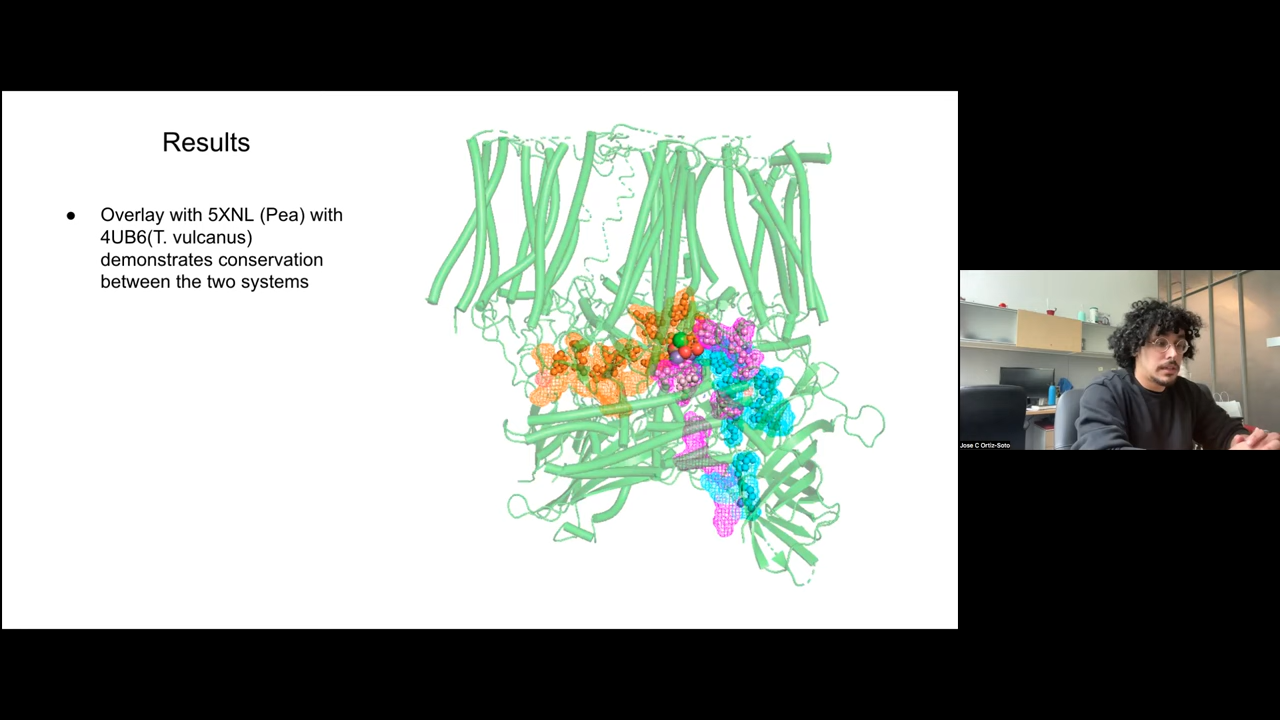 Results
● Overlay with 5XNL (Pea) with
4UB6(T. vulcanus)
demonstrates conservation
between the two systems
Jose C Ortiz-Soto